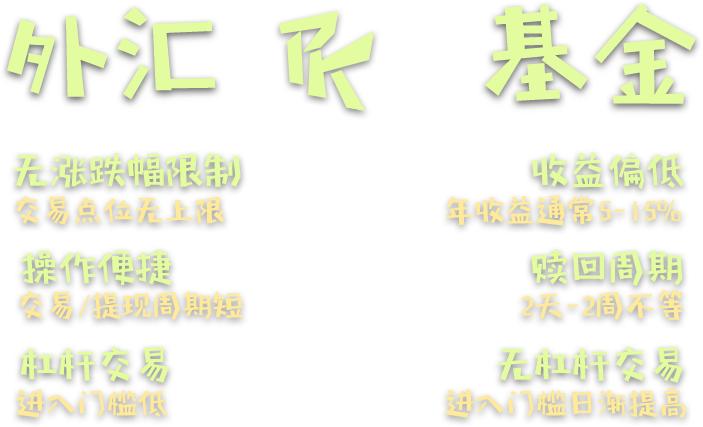 外汇 PK 基金
无涨跌幅限制
交易点位无上限
操作便捷
交易/提现周期短
杠杆交易
进入门槛低
收益偏低
年收益通常5-15%
赎回周期
2天-2周不等
无杠杆交易
进入门槛日渐提高